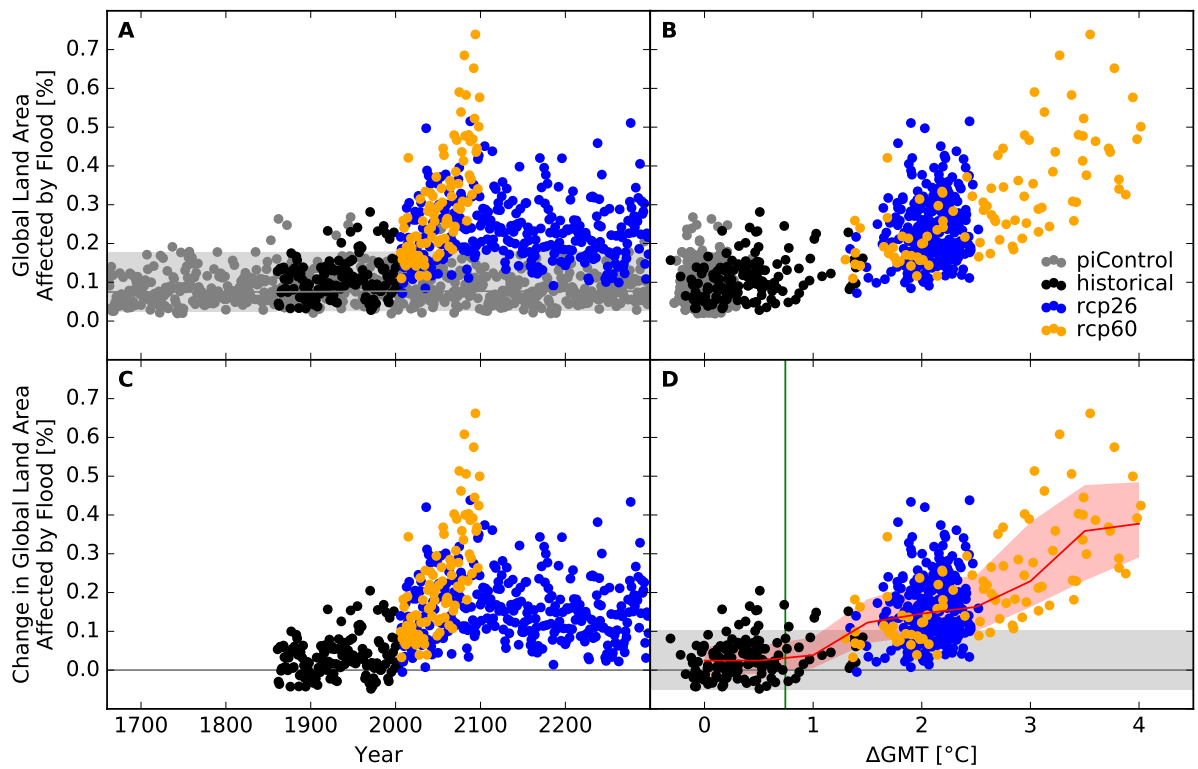 A
B
Global Land Area
Affected by Flood [%]
0.7
0.6
0.5
0.4
0.3
0.2
0.1
0.0
piControl
historical
rcp26
rcp60
C
D
Change in Global Land Area
Affected by Flood [%]
0.7
0.6
0.5
0.4
0.3
0.2
0.1
0.0
1700 1800 1900 2000 2100 2200
0 1 2 3 4
Year
ΔGMT [°C]